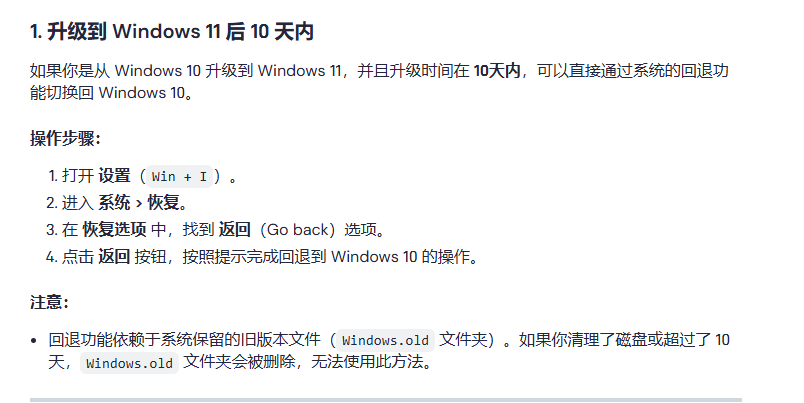 1. 升级到 Windows 11 后 10 天内
如果你是从 Windows 10 升级到 Windows 11，并且升级时间在 10天内，可以直接通过系统的回退功
能切换回 Windows 10。
操作步骤：
1. 打开 设置（Win + I）。
2. 进入 系统 > 恢复。
3. 在 恢复选项 中，找到 返回（Go back）选项。
4. 点击 返回 按钮，按照提示完成回退到 Windows 10 的操作。
注意：
• 回退功能依赖于系统保留的旧版本文件（Windows.old 文件夹）。如果你清理了磁盘或超过了 10
天，Windows.old 文件夹会被删除，无法使用此方法。